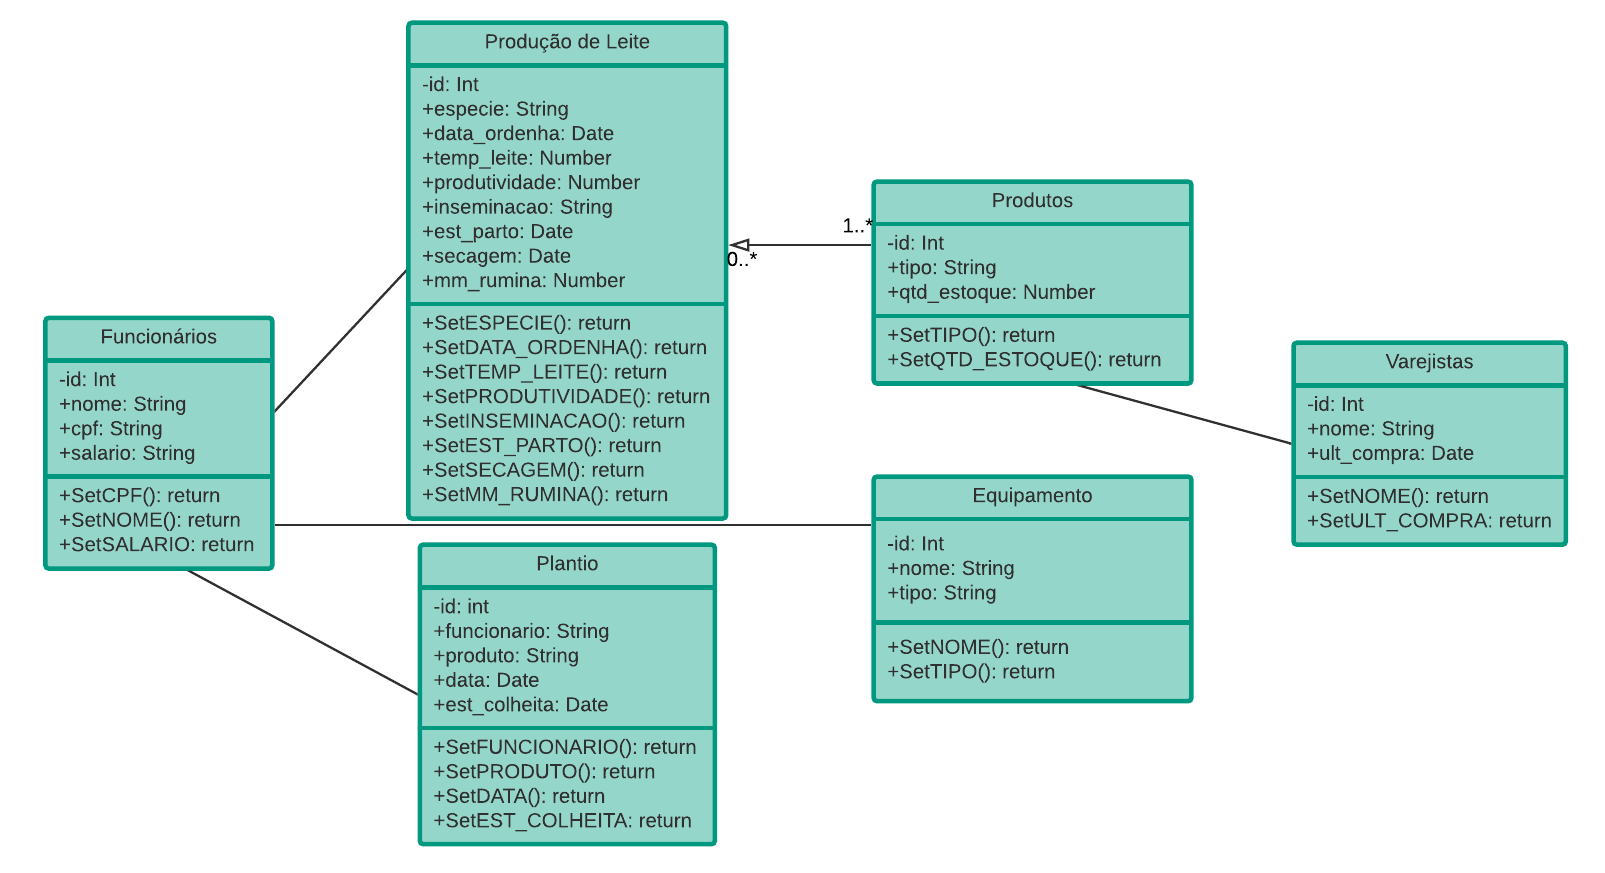 Produção de Leite
-id: Int
+especie: String
+data_ordenha: Date
+temp_leite: Number
+produtividade: Number
+inseminacao: String
+est_parto: Date
+secagem: Date
+mm_rumina: Number
+SetESPECIE(): return
+SetDATA_ORDENHA(): return
+SetTEMP_LEITE(): return
+SetPRODUTIVIDADE(): return
+SetINSEMINACAO(): return
+SetEST_PARTO(): return
+SetSECAGEM(): return
+SetMM_RUMINA(): return
1..*
0..*
Produtos
-id: Int
+tipo: String
+qtd_estoque: Number
+SetTIPO(): return
+SetQTD_ESTOQUE(): return
Funcionários
-id: Int
+nome: String
+cpf: String
+salario: String
+SetCPF(): return
+SetNOME(): return
+SetSALARIO: return
Varejistas
-id: Int
+nome: String
+ult_compra: Date
+SetNOME(): return
+SetULT_COMPRA: return
Equipamento
-id: Int
+nome: String
+tipo: String
+SetNOME(): return
+SetTIPO(): return
Plantio
-id: int
+funcionario: String
+produto: String
+data: Date
+est_colheita: Date
+SetFUNCIONARIO(): return
+SetPRODUTO(): return
+SetDATA(): return
+SetEST_COLHEITA: return